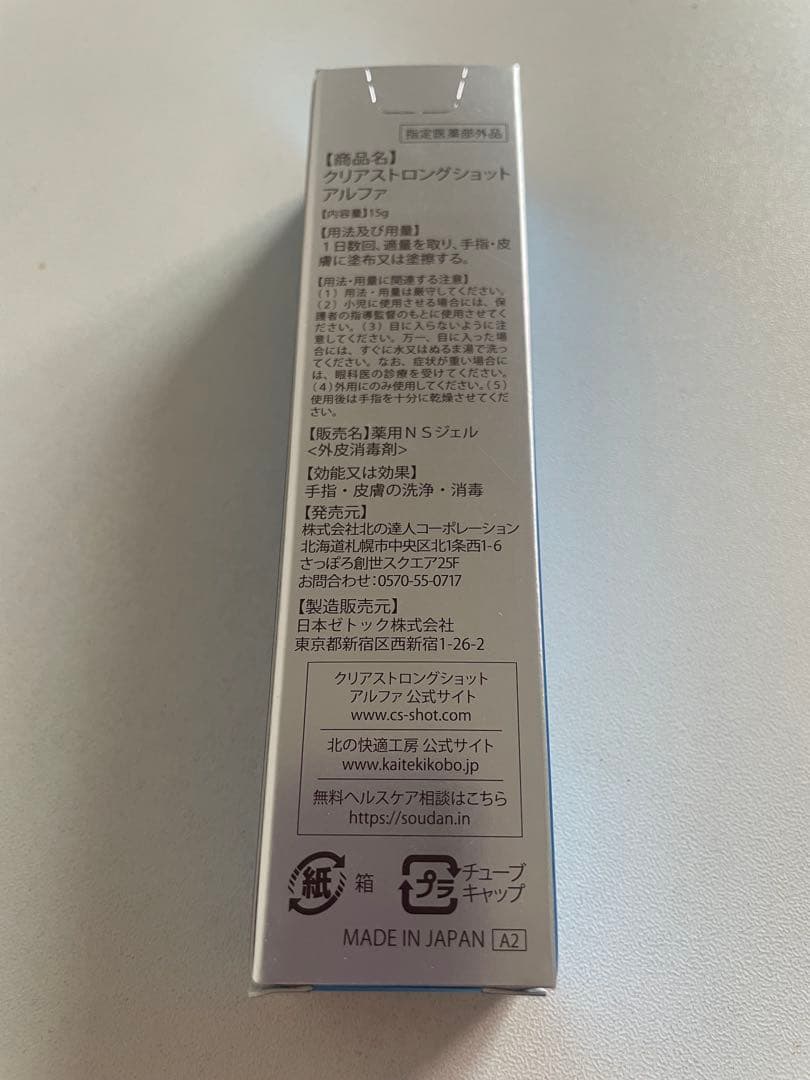 指定医薬部外品
【商品名】
クリアストロングショット
アルファ
【内容量】15g
【用法及び用量】
1日数回、適量を取り、手指・皮
膚に塗布又は塗擦する。
【用法・用量に関連する注意】
(1)用法・用量は厳守してください。
(2)小児に使用させる場合には、保
護者の指導監督のもとに使用させてく
ださい。(3)目に入らないように注
意してください。万一、目に入った場
合には、すぐに水又はぬるま湯で洗っ
てください。なお、症状が重い場合に
は、眼科医の診療を受けてください。
(4)外用にのみ使用してください。(5)
使用後は手指を十分に乾燥させてくだ
さい。
【販売名】薬用NSジェル
<外皮消毒剤>
【効能又は効果】
手指・皮膚の洗浄・消毒
【発売元】
株式会社北の達人コーポレーション
北海道札幌市中央区北1条西1-6
さっぽろ創世スクエア25F
お問合わせ:0570-55-0717
【製造販売元】
日本ゼトック株式会社
東京都新宿区西新宿1-26-2
クリアストロングショット
アルファ 公式サイト
www.cs-shot.com
北の快適工房 公式サイト
www.kaitekikobo.jp
無料ヘルスケア相談はこちら
https://soudan.in
紙 箱 プラ チューブ
キャップ
MADE IN JAPAN A2